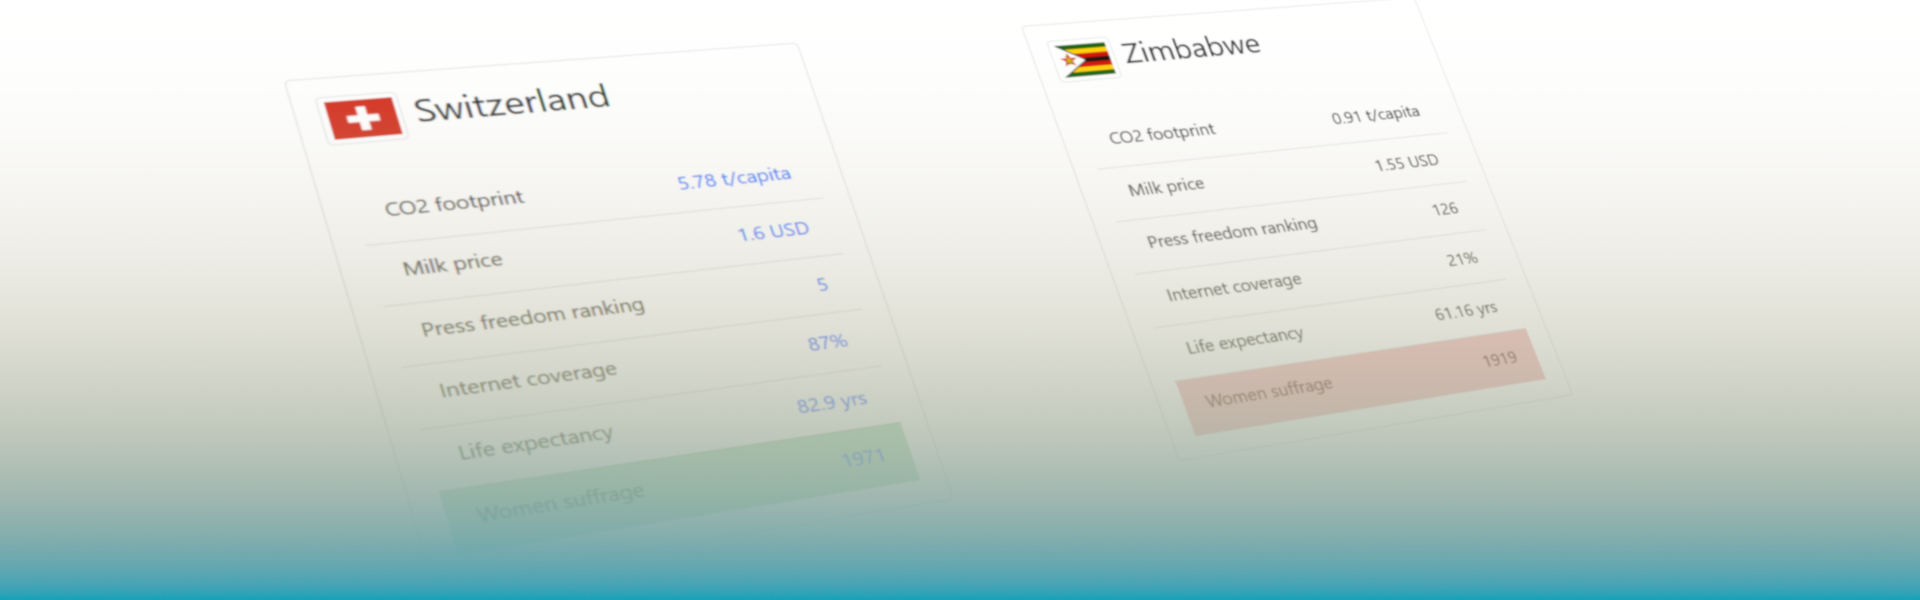 Switzerland
CO2 footprint 5.78 t/capita
Milk price 1.6 USD
Press freedom ranking 5
Internet coverage 87%
Life expectancy 82.9 yrs
Women suffrage 1971
Zimbabwe
CO2 footprint 0.91 t/capita
Milk price 1.55 USD
Press freedom ranking 126
Internet coverage 21%
Life expectancy 61.16 yrs
Women suffrage 1919